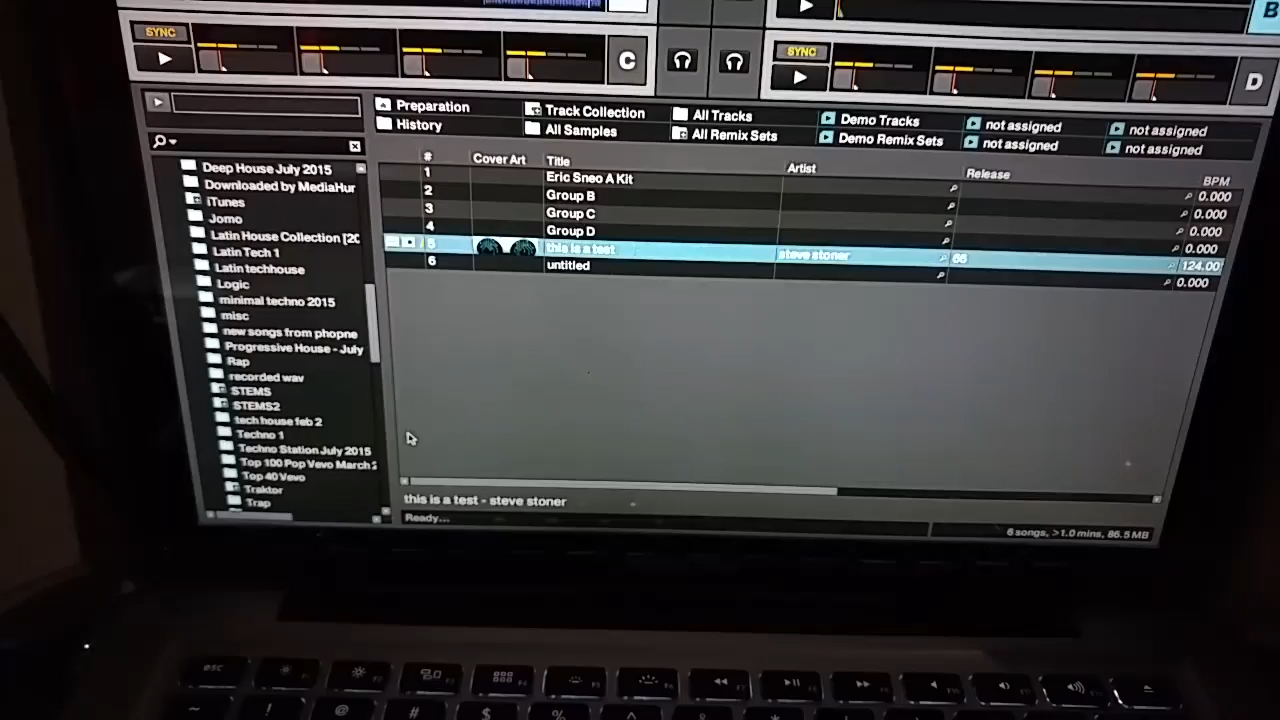 B
SYNC
C
SYNC
D
Preparation
Track Collection
All Tracks
Demo Tracks
not assigned
not assigned
History
All Samples
All Remix Sets
Demo Remix Sets
not assigned
not assigned
# Cover Art Title Artist Release BPM
1 Eric Sneo A Kit 0.000
2 Group B 0.000
3 Group C 0.000
4 Group D 0.000
5 this is a test steve stoner 66 124.00
6 untitled 0.000
Deep House July 2015
Downloaded by MediaHur
iTunes
Jomo
Latin House Collection [20
Latin Tech 1
Latin techhouse
Logic
minimal techno 2015
misc
new songs from phopne
Progressive House - July
Rap
recorded wav
STEMS
STEMS2
tech house feb 2
Techno 1
Techno Station July 2015
Top 100 Pop Vevo March 2
Top 40 Vevo
Traktor
Trap
this is a test - steve stoner
Ready...
6 songs, >1.0 mins, 86.5 MB
esc
~ ! @ # $ %